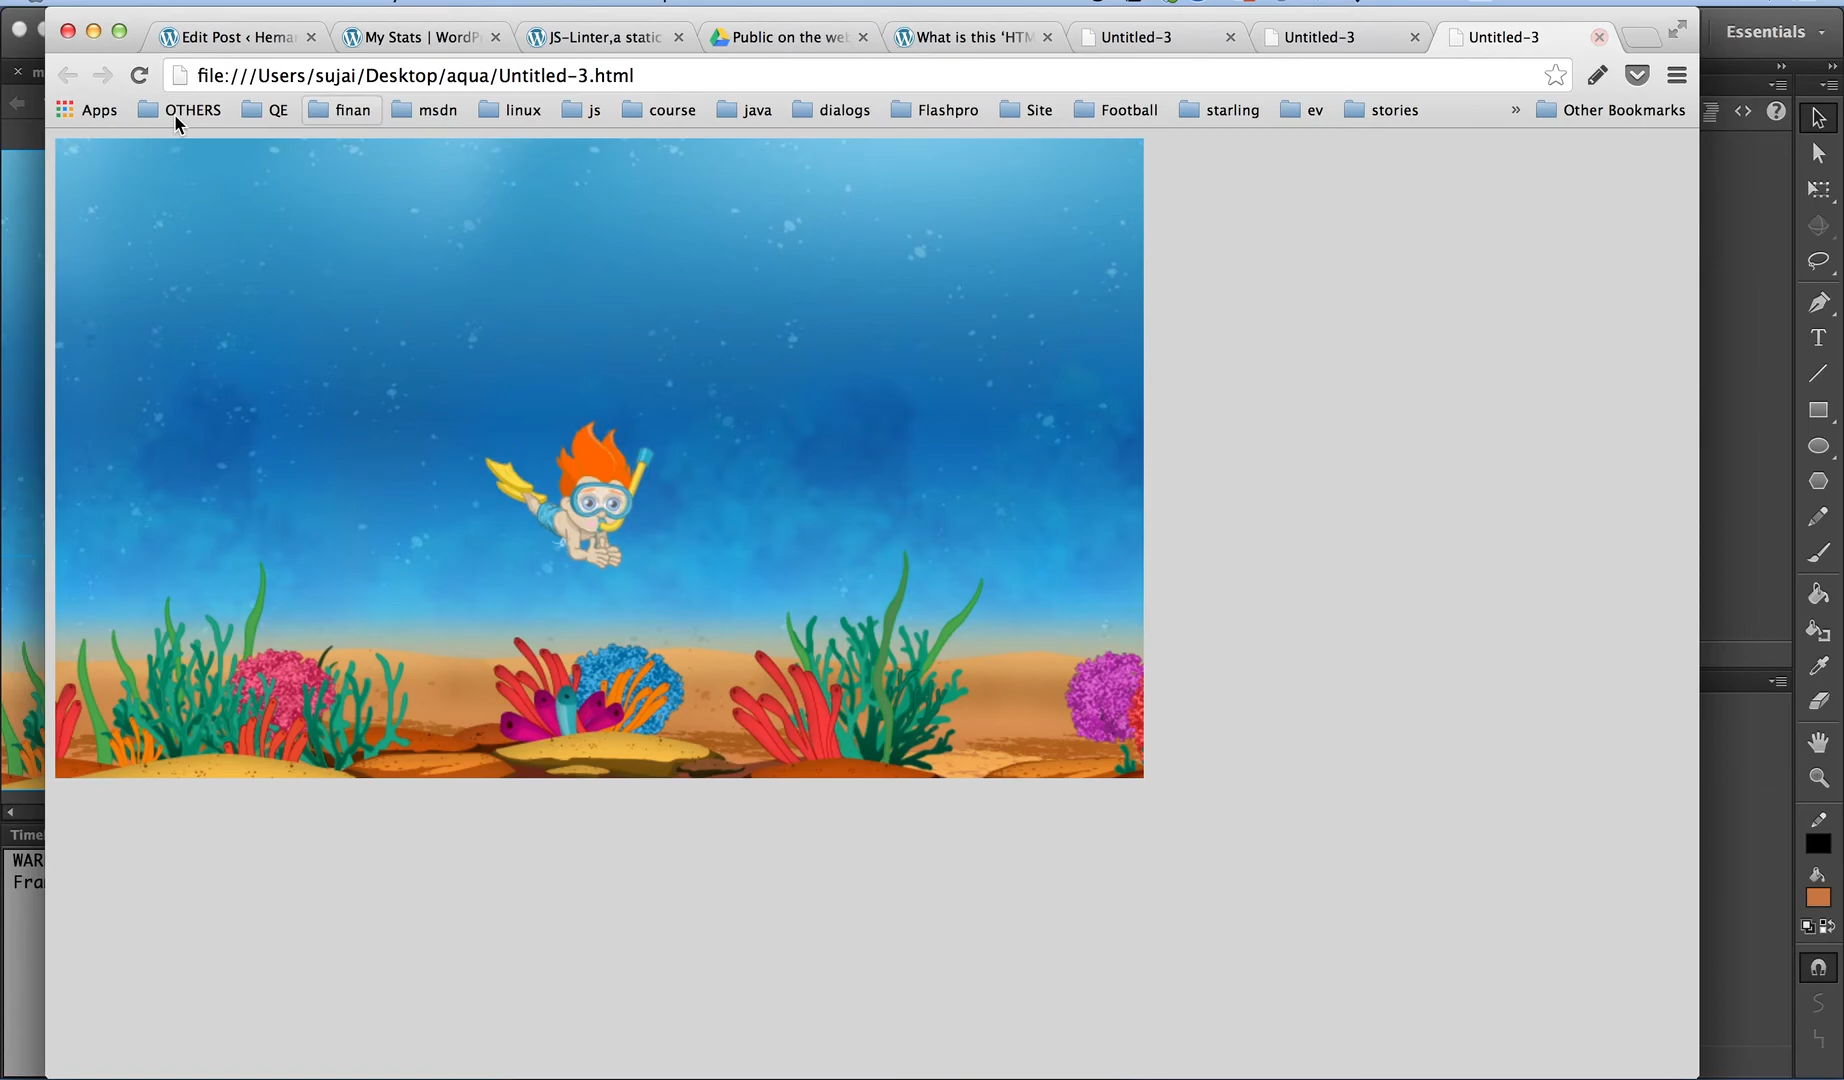 Edit Post ‹ Hema
My Stats | WordP
JS-Linter,a static
Public on the we
What is this 'HTM
Untitled-3
Untitled-3
Untitled-3
Essentials
file:///Users/sujai/Desktop/aqua/Untitled-3.html
Apps
OTHERS
QE
finan
msdn
linux
js
course
java
dialogs
Flashpro
Site
Football
starling
ev
stories
»
Other Bookmarks
T
Timel
WAR
Fra